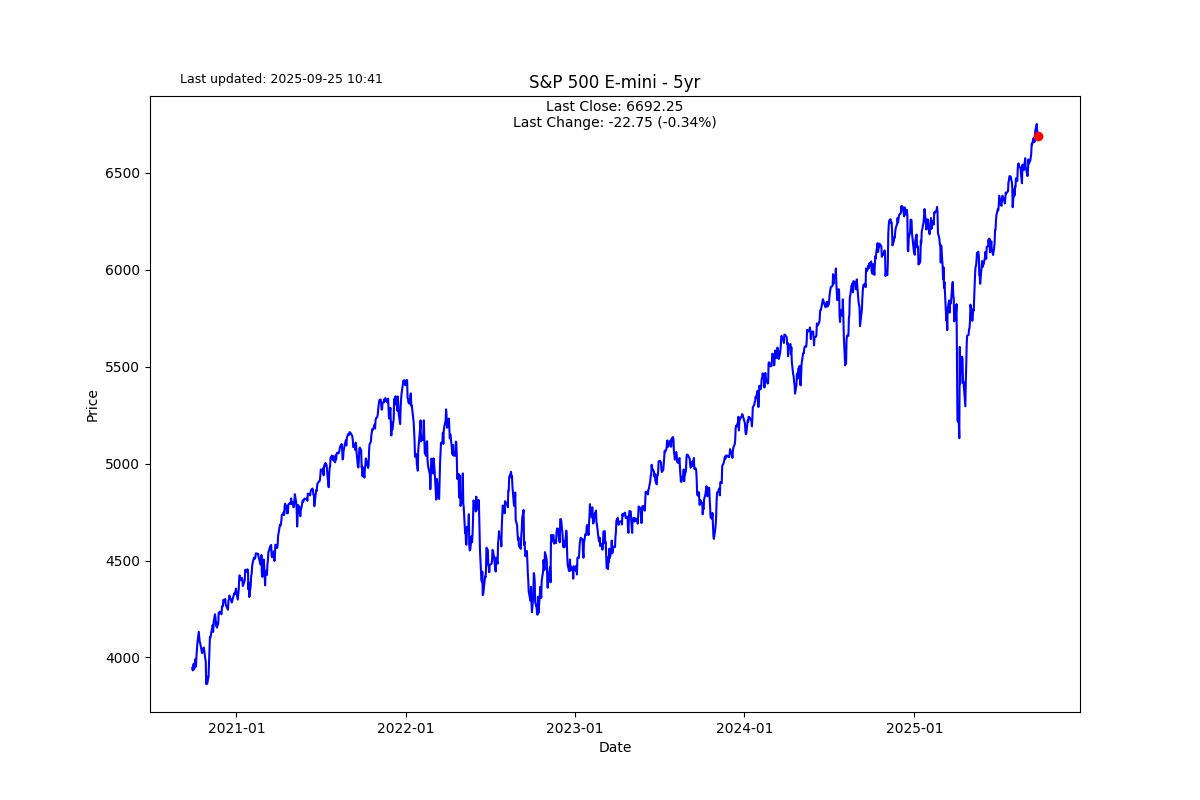 Last updated: 2025-09-25 10:41
S&P 500 E-mini - 5yr
Last Close: 6692.25
Last Change: -22.75 (-0.34%)
6500
6000
5500
5000
4500
4000
Price
2021-01
2022-01
2023-01
2024-01
2025-01
Date